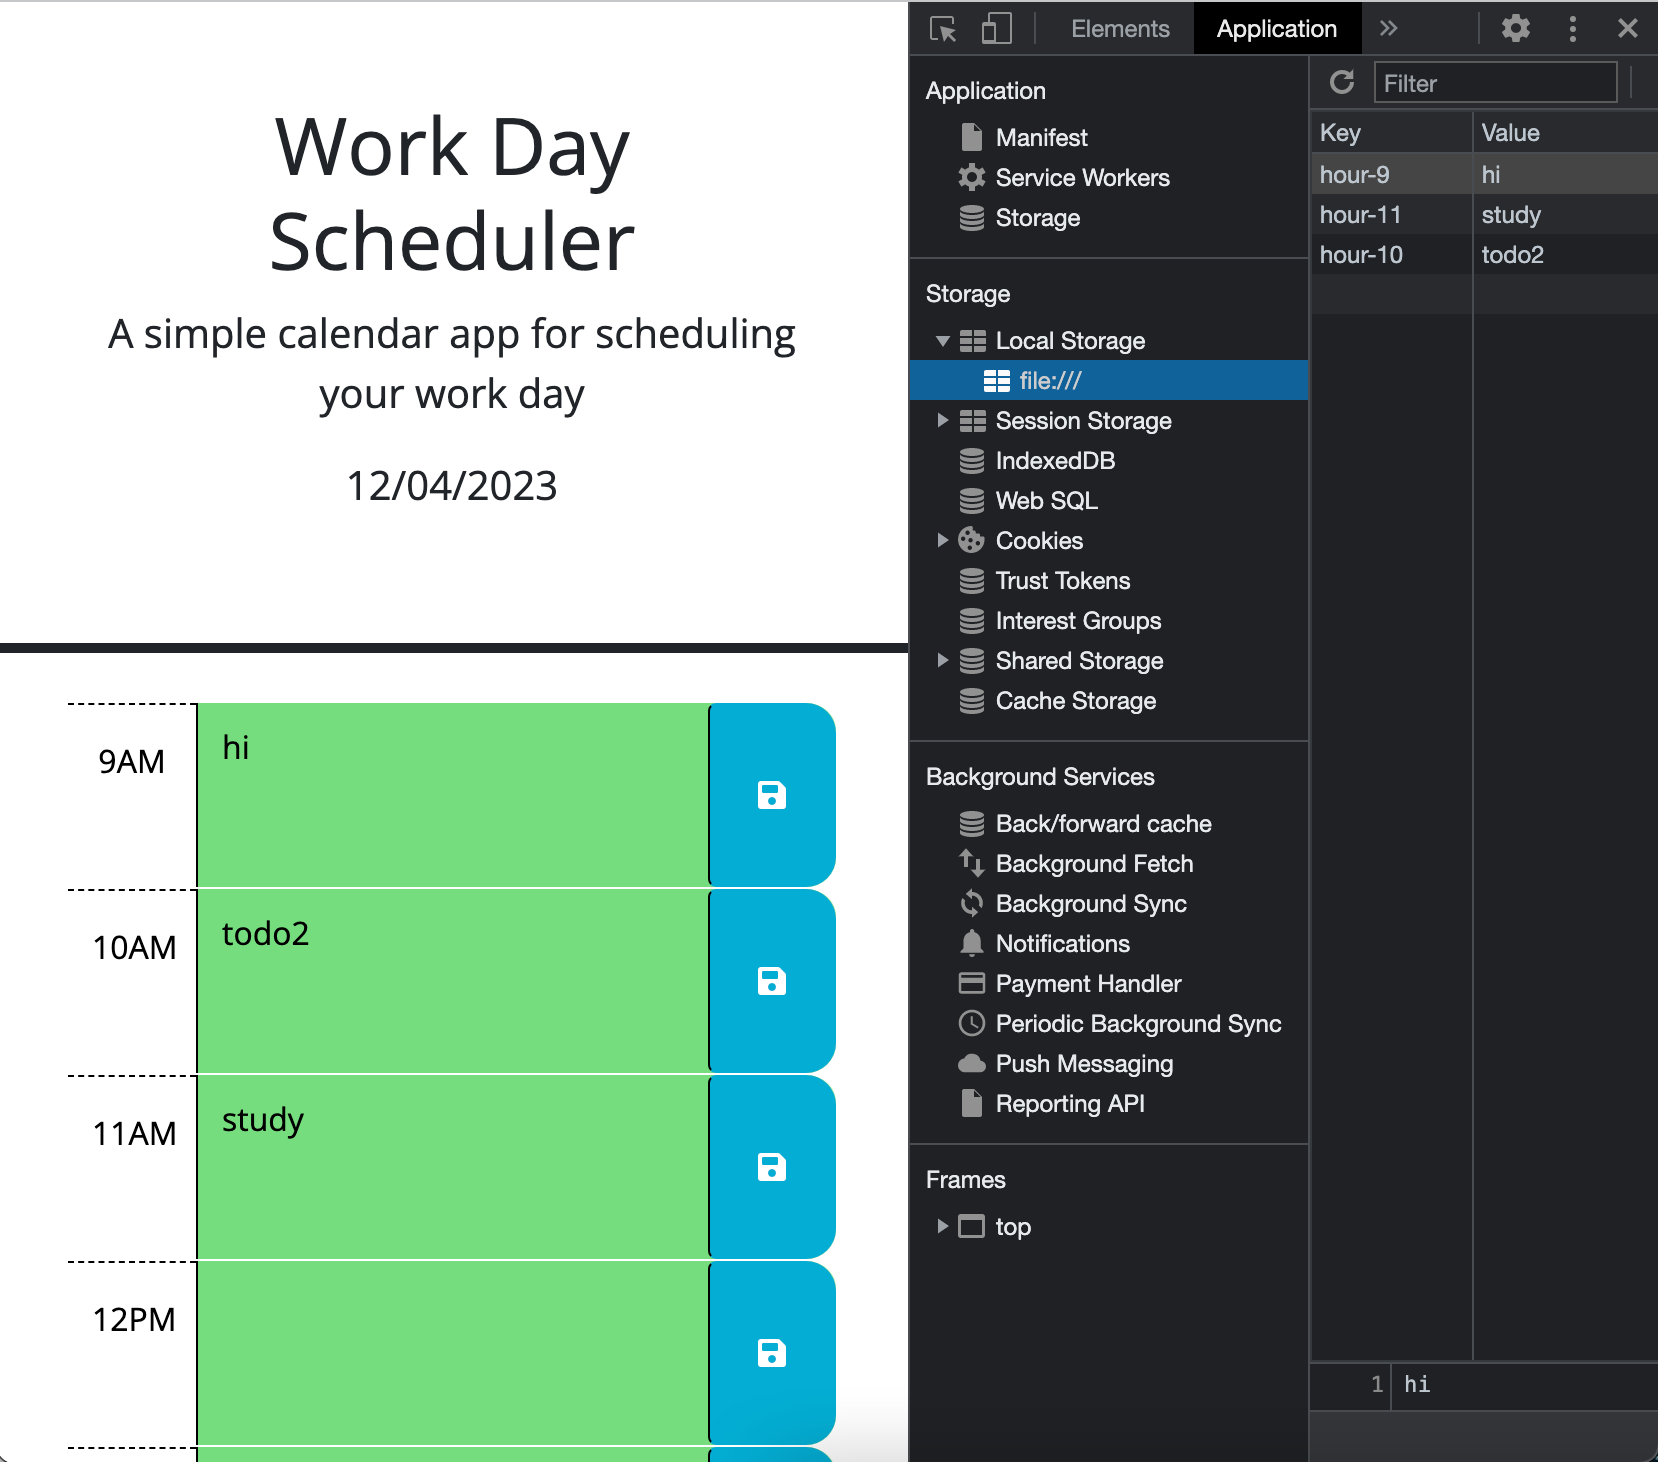 Work Day
Scheduler
A simple calendar app for scheduling
your work day
12/04/2023
9AM
hi
10AM
todo2
11AM
study
12PM
Elements
Application
Application
Manifest
Service Workers
Storage
Storage
Local Storage
file:///
Session Storage
IndexedDB
Web SQL
Cookies
Trust Tokens
Interest Groups
Shared Storage
Cache Storage
Background Services
Back/forward cache
Background Fetch
Background Sync
Notifications
Payment Handler
Periodic Background Sync
Push Messaging
Reporting API
Frames
top
Filter
Key Value
hour-9 hi
hour-11 study
hour-10 todo2
1 hi